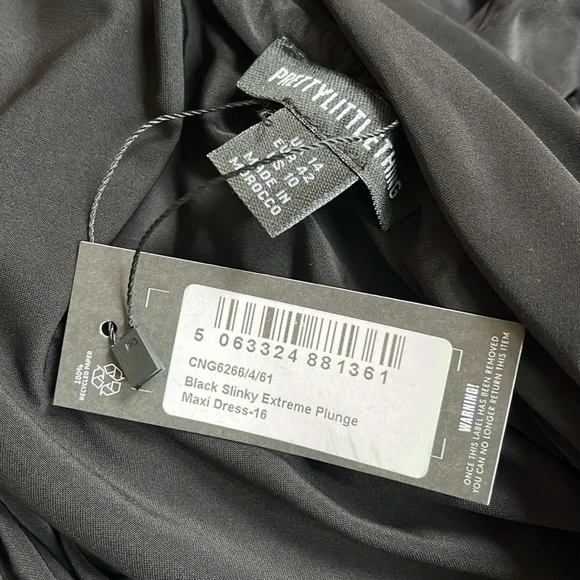 PRETTYLITTLETHING
UK 14
EUR 42
US 10
MADE IN
MOROCCO
5 063324 881361
CNG6266/4/61
Black Slinky Extreme Plunge
Maxi Dress-16
100%
RECYCLED PAPER
WARNING!
ONCE THIS LABEL HAS BEEN REMOVED
YOU CAN NO LONGER RETURN THIS ITEM